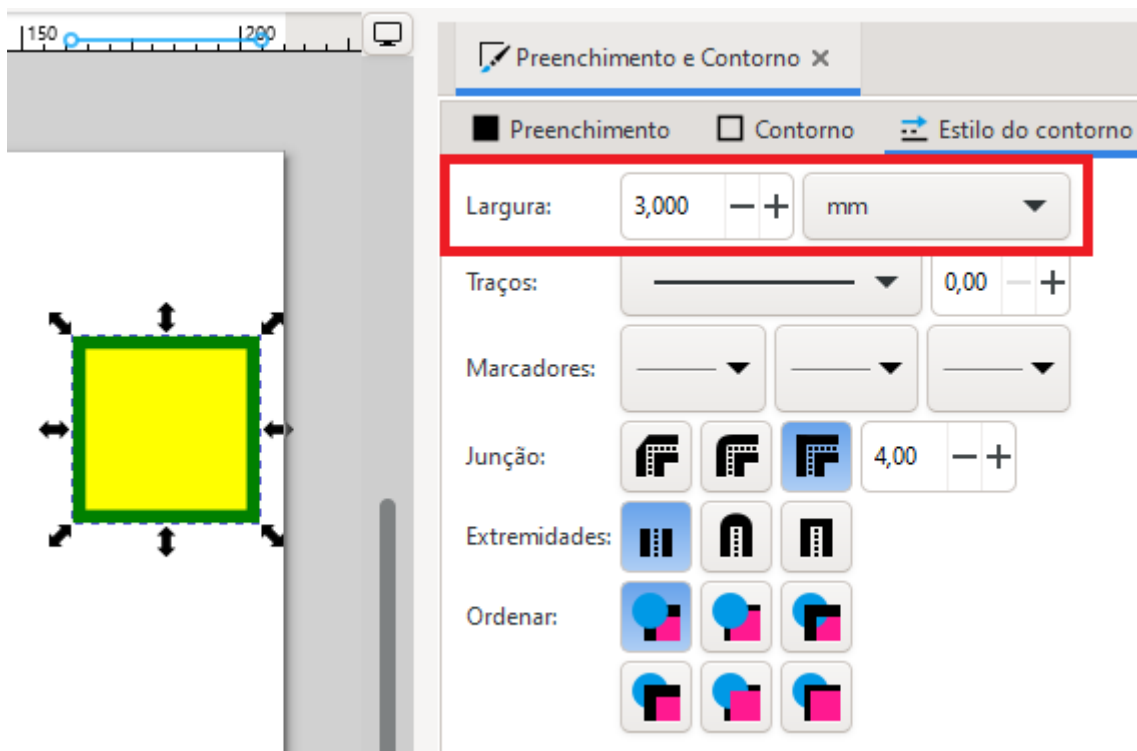 150 200
Preenchimento e Contorno
Preenchimento Contorno Estilo do contorno
Largura: 3,000 mm
Traços: 0,00
Marcadores:
Junção: 4,00
Extremidades:
Ordenar: